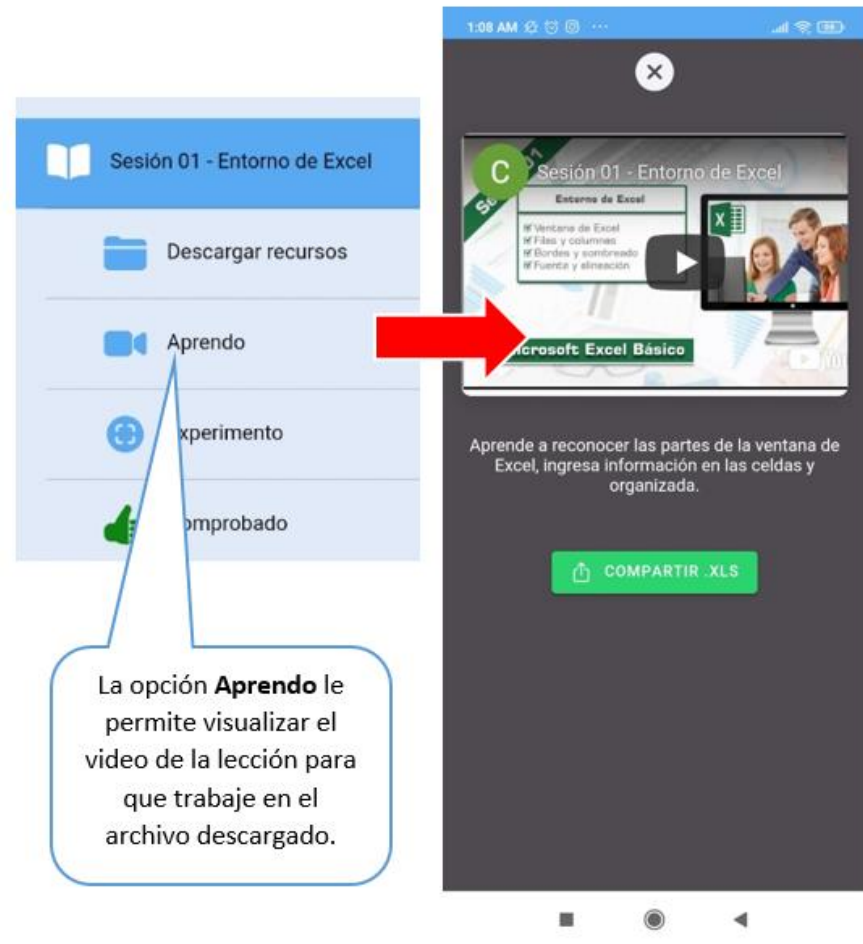 Sesión 01 - Entorno de Excel
Descargar recursos
Aprendo
xperimento
omprobado
La opción Aprendo le
permite visualizar el
video de la lección para
que trabaje en el
archivo descargado.
1:08 AM
C
Sesión 01 - Entorno de Excel
Entorno de Excel
Ventana de Excel
Filas y columnas
Bordes y sombreado
Fuente y alineación
X
crosoft Excel Básico
Aprende a reconocer las partes de la ventana de
Excel, ingresa información en las celdas y
organizada.
COMPARTIR .XLS